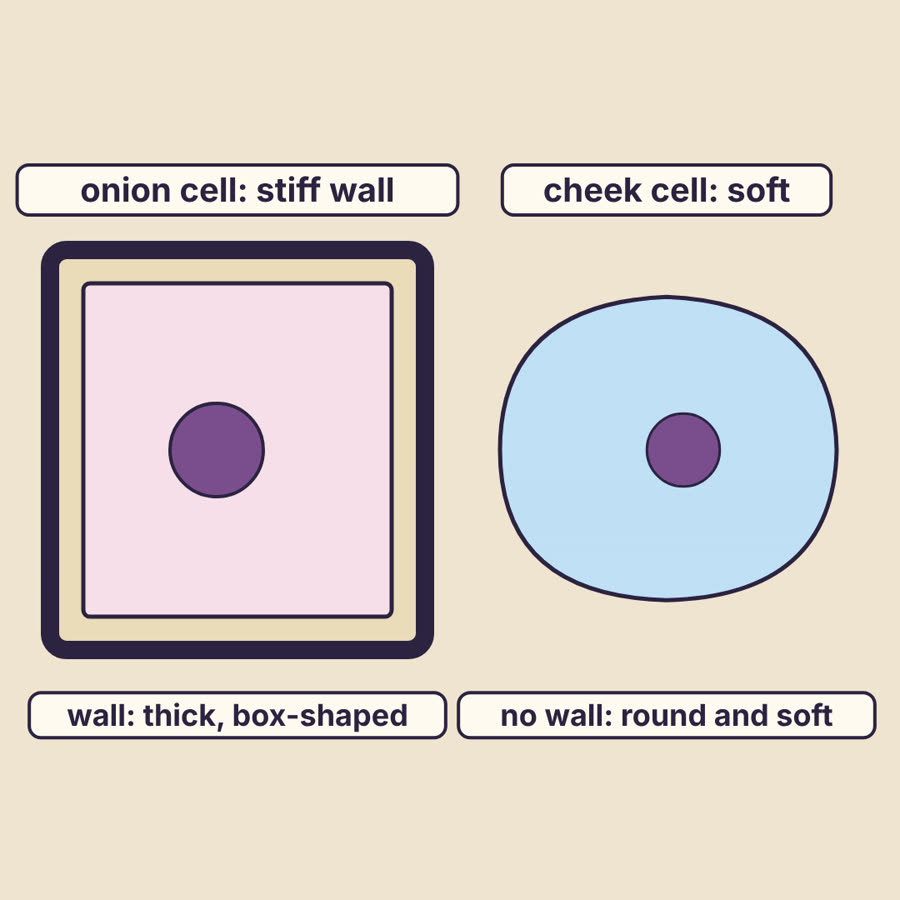 onion cell: stiff wall
cheek cell: soft
wall: thick, box-shaped
no wall: round and soft